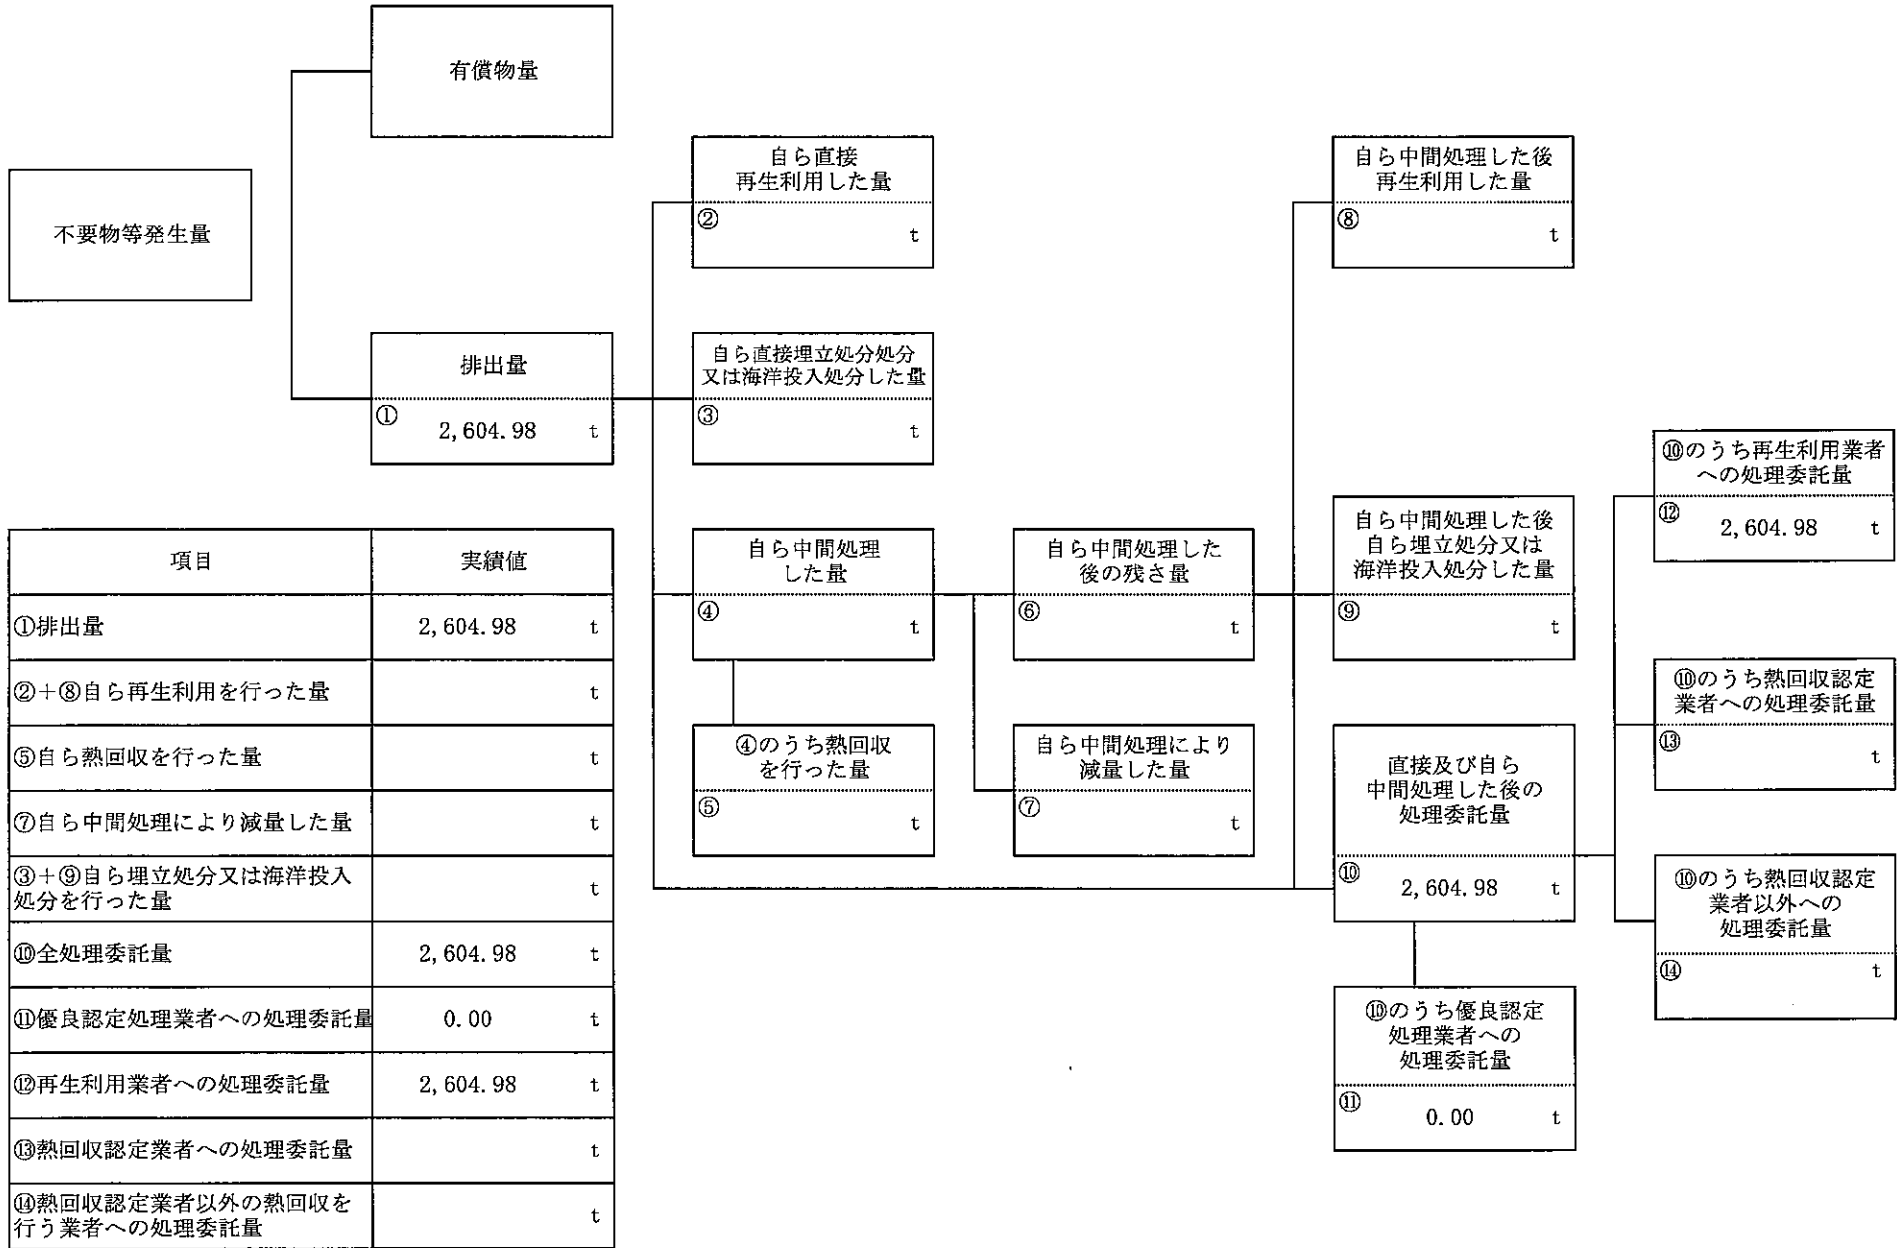 有償物量
不要物等発生量
排出量
① 2,604.98 t
自ら直接
再生利用した量
② t
自ら直接埋立処分処分
又は海洋投入処分した量
③ t
自ら中間処理
した量
④ t
④のうち熱回収
を行った量
⑤ t
自ら中間処理した
後の残さ量
⑥ t
自ら中間処理により
減量した量
⑦ t
自ら中間処理した後
再生利用した量
⑧ t
自ら中間処理した後
自ら埋立処分又は
海洋投入処分した量
⑨ t
直接及び自ら
中間処理した後の
処理委託量
⑩ 2,604.98 t
⑩のうち優良認定
処理業者への
処理委託量
⑪ 0.00 t
⑩のうち再生利用業者
への処理委託量
⑫ 2,604.98 t
⑩のうち熱回収認定
業者への処理委託量
⑬ t
⑩のうち熱回収認定
業者以外への
処理委託量
⑭ t
項目 実績値
①排出量 2,604.98 t
②+⑧自ら再生利用を行った量 t
⑤自ら熱回収を行った量 t
⑦自ら中間処理により減量した量 t
③+⑨自ら埋立処分又は海洋投入
処分を行った量 t
⑩全処理委託量 2,604.98 t
⑪優良認定処理業者への処理委託量 0.00 t
⑫再生利用業者への処理委託量 2,604.98 t
⑬熱回収認定業者への処理委託量 t
⑭熱回収認定業者以外の熱回収を
行う業者への処理委託量 t